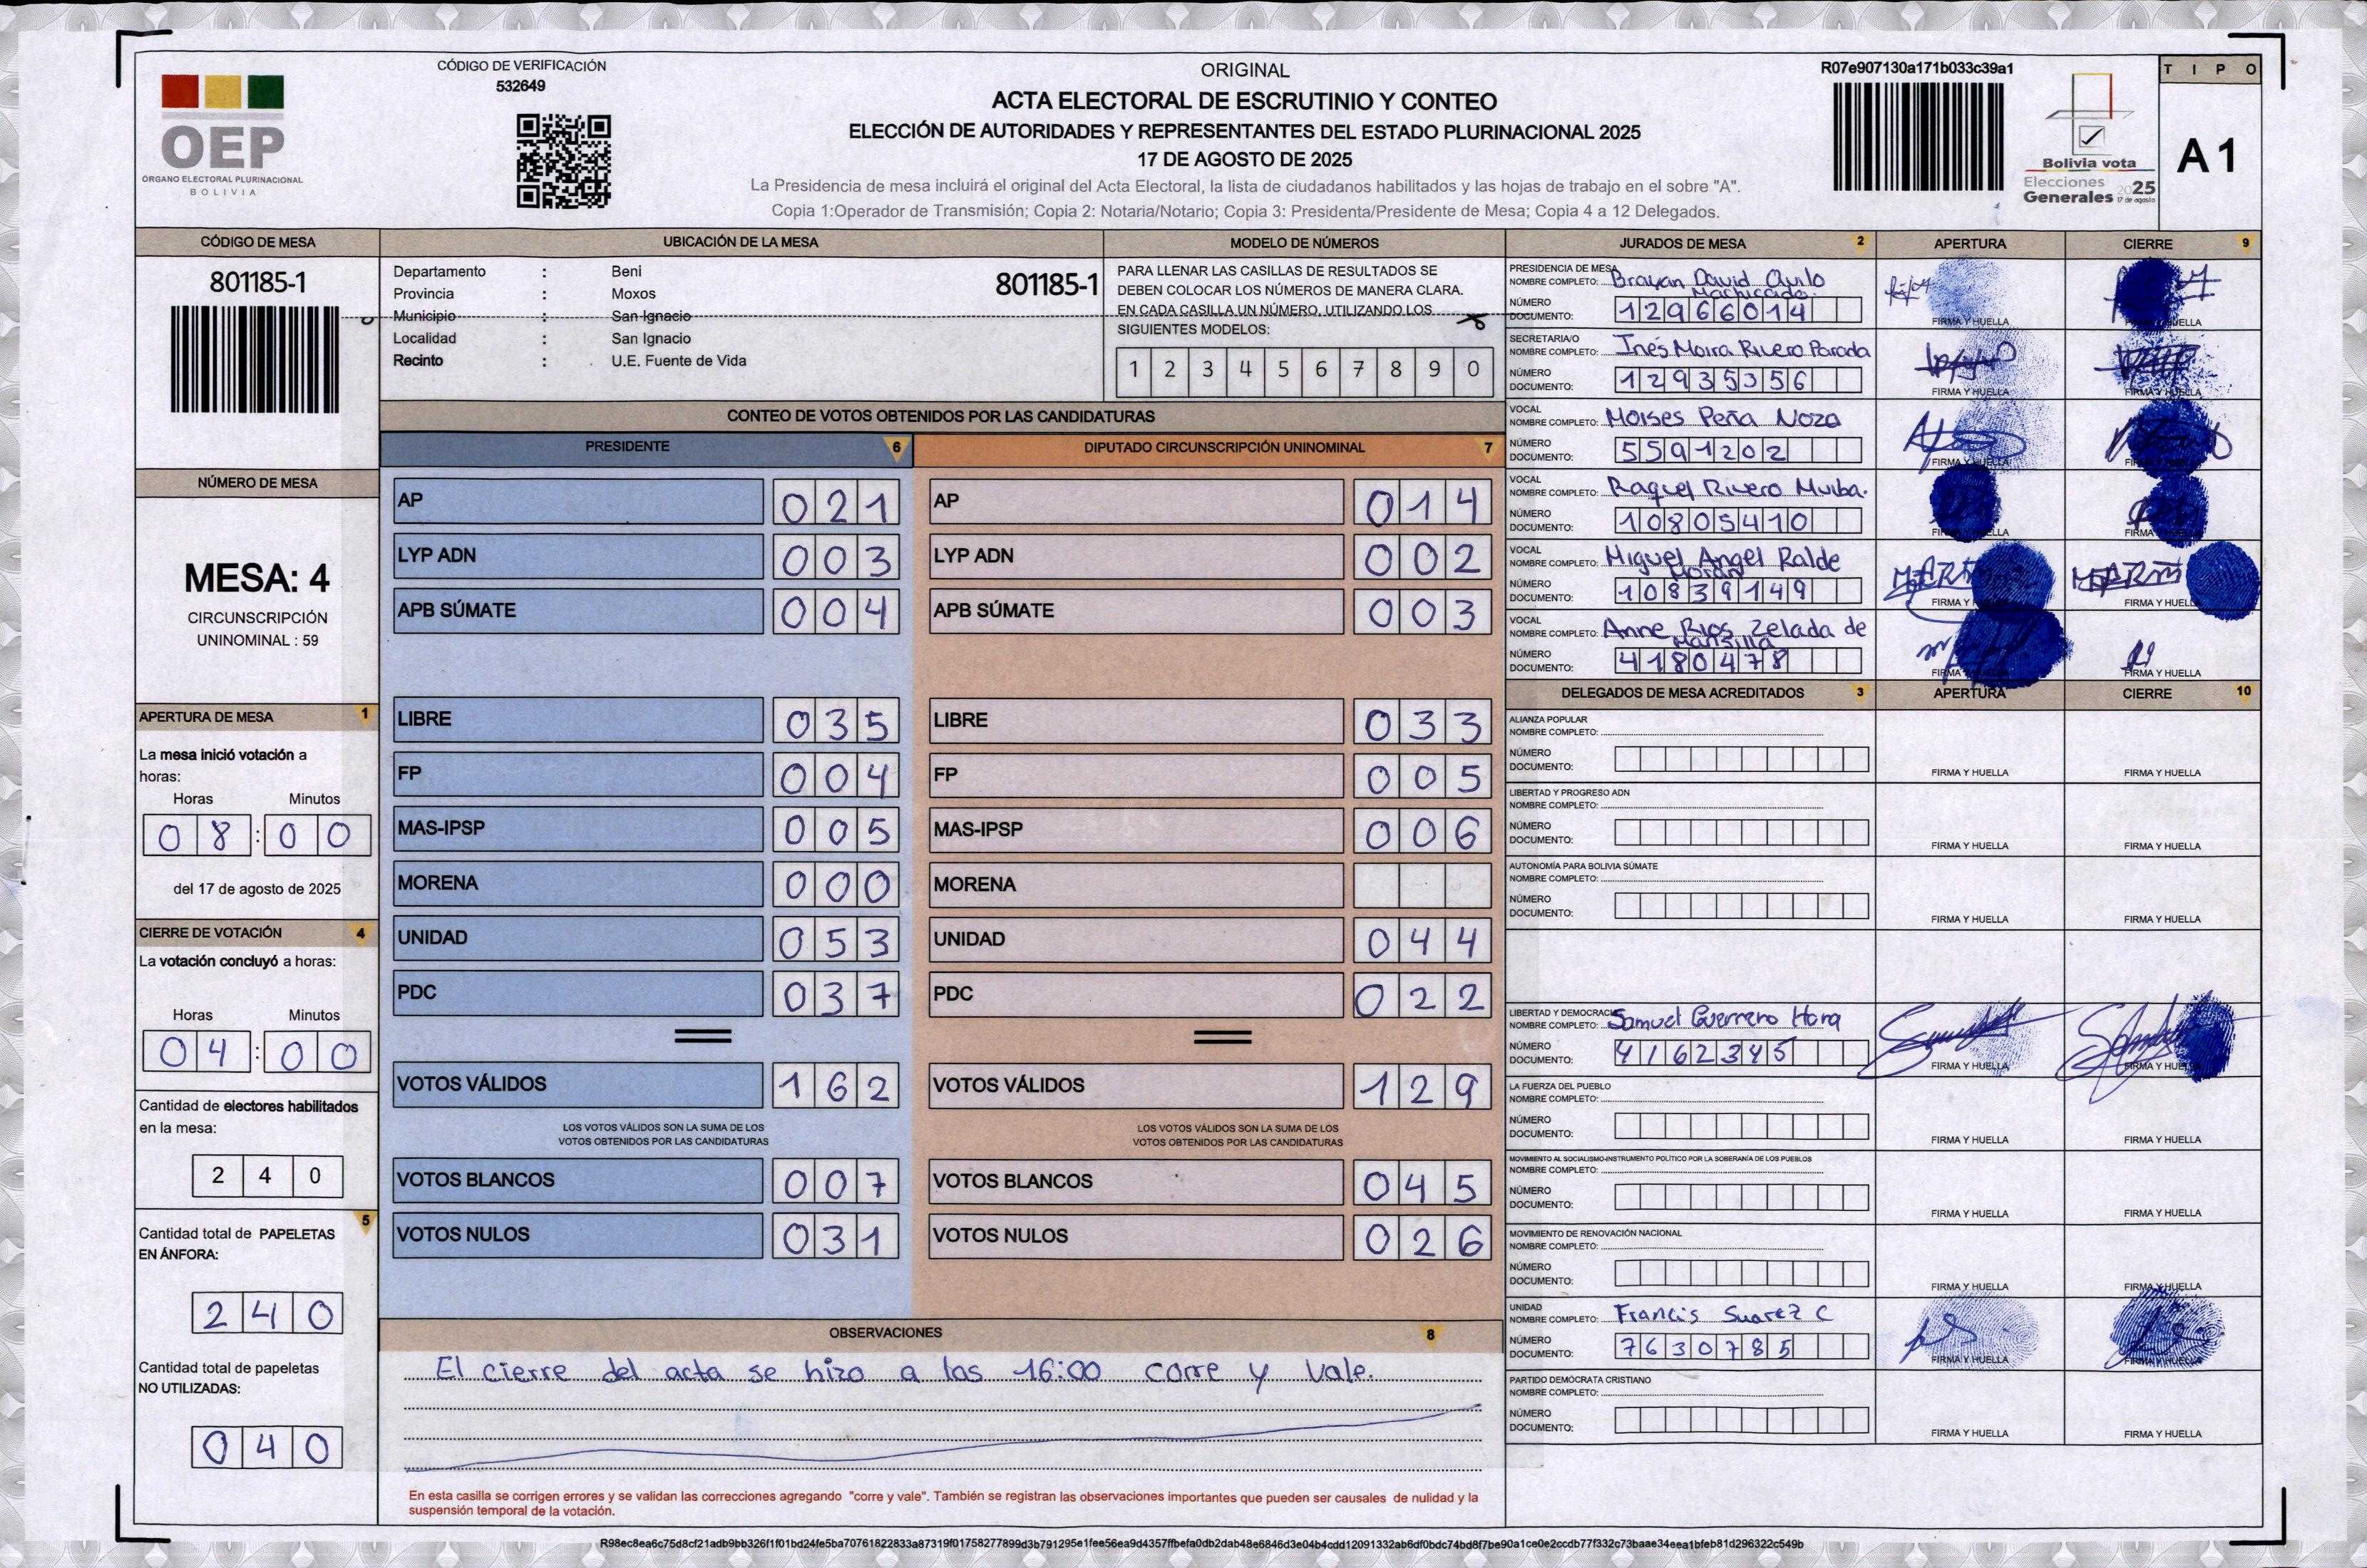 CÓDIGO DE VERIFICACIÓN
532649
OEP
ÓRGANO ELECTORAL PLURINACIONAL
BOLIVIA
ORIGINAL
ACTA ELECTORAL DE ESCRUTINIO Y CONTEO
ELECCIÓN DE AUTORIDADES Y REPRESENTANTES DEL ESTADO PLURINACIONAL 2025
17 DE AGOSTO DE 2025
La Presidencia de mesa incluirá el original del Acta Electoral, la lista de ciudadanos habilitados y las hojas de trabajo en el sobre "A".
Copia 1:Operador de Transmisión; Copia 2: Notaria/Notario; Copia 3: Presidenta/Presidente de Mesa; Copia 4 a 12 Delegados.
R07e907130a171b033c39a1
Bolivia vota
Elecciones
Generales 2025
17 de agosto
TIPO
A1
CÓDIGO DE MESA
801185-1
UBICACIÓN DE LA MESA
Departamento : Beni
Provincia : Moxos
Municipio : San Ignacio
Localidad : San Ignacio
Recinto : U.E. Fuente de Vida
801185-1
MODELO DE NÚMEROS
PARA LLENAR LAS CASILLAS DE RESULTADOS SE
DEBEN COLOCAR LOS NÚMEROS DE MANERA CLARA.
EN CADA CASILLA UN NÚMERO, UTILIZANDO LOS
SIGUIENTES MODELOS:
1 2 3 4 5 6 7 8 9 0
NÚMERO DE MESA
MESA: 4
CIRCUNSCRIPCIÓN
UNINOMINAL : 59
APERTURA DE MESA 1
La mesa inició votación a
horas:
Horas Minutos
08:00
del 17 de agosto de 2025
CIERRE DE VOTACIÓN 4
La votación concluyó a horas:
Horas Minutos
04:00
Cantidad de electores habilitados
en la mesa:
240
5
Cantidad total de PAPELETAS
EN ÁNFORA:
240
Cantidad total de papeletas
NO UTILIZADAS:
040
CONTEO DE VOTOS OBTENIDOS POR LAS CANDIDATURAS
PRESIDENTE 6
AP 021
LYP ADN 003
APB SÚMATE 004
LIBRE 035
FP 004
MAS-IPSP 005
MORENA 000
UNIDAD 053
PDC 037
VOTOS VÁLIDOS 162
LOS VOTOS VÁLIDOS SON LA SUMA DE LOS
VOTOS OBTENIDOS POR LAS CANDIDATURAS
VOTOS BLANCOS 007
VOTOS NULOS 031
DIPUTADO CIRCUNSCRIPCIÓN UNINOMINAL 7
AP 014
LYP ADN 002
APB SÚMATE 003
LIBRE 033
FP 005
MAS-IPSP 006
MORENA
UNIDAD 044
PDC 022
VOTOS VÁLIDOS 129
LOS VOTOS VÁLIDOS SON LA SUMA DE LOS
VOTOS OBTENIDOS POR LAS CANDIDATURAS
VOTOS BLANCOS 045
VOTOS NULOS 026
OBSERVACIONES 8
El cierre del acta se hizo a las 16:00 corre y vale.
En esta casilla se corrigen errores y se validan las correcciones agregando "corre y vale". También se registran las observaciones importantes que pueden ser causales de nulidad y la
suspensión temporal de la votación.
JURADOS DE MESA 2 APERTURA CIERRE 9
PRESIDENCIA DE MESA
NOMBRE COMPLETO: Brayan David Avilo
Machicado.
NÚMERO
DOCUMENTO: 12966014
FIRMA Y HUELLA FIRMA Y HUELLA
SECRETARIA/O
NOMBRE COMPLETO: Inés Moira Rivero Parada
NÚMERO
DOCUMENTO: 12935356
FIRMA Y HUELLA FIRMA Y HUELLA
VOCAL
NOMBRE COMPLETO: Moises Peña Noza
NÚMERO
DOCUMENTO: 5591202
FIRMA Y HUELLA
VOCAL
NOMBRE COMPLETO: Raquel Rivero Muiba.
NÚMERO
DOCUMENTO: 10805410
VOCAL
NOMBRE COMPLETO: Miguel Angel Ralde
NÚMERO
DOCUMENTO: 10839149
FIRMA Y HUELLA
VOCAL
NOMBRE COMPLETO: Anne Rios Zelada de
Mansilla
NÚMERO
DOCUMENTO: 4180478
FIRMA Y HUELLA
DELEGADOS DE MESA ACREDITADOS 3 APERTURA CIERRE 10
ALIANZA POPULAR
NOMBRE COMPLETO:
NÚMERO
DOCUMENTO:
FIRMA Y HUELLA FIRMA Y HUELLA
LIBERTAD Y PROGRESO ADN
NOMBRE COMPLETO:
NÚMERO
DOCUMENTO:
FIRMA Y HUELLA FIRMA Y HUELLA
AUTONOMÍA PARA BOLIVIA SÚMATE
NOMBRE COMPLETO:
NÚMERO
DOCUMENTO:
FIRMA Y HUELLA FIRMA Y HUELLA
LIBERTAD Y DEMOCRACIA
NOMBRE COMPLETO: Samuel Guerrero Hora
NÚMERO
DOCUMENTO: 4162345
FIRMA Y HUELLA FIRMA Y HUELLA
LA FUERZA DEL PUEBLO
NOMBRE COMPLETO:
NÚMERO
DOCUMENTO:
FIRMA Y HUELLA FIRMA Y HUELLA
MOVIMIENTO AL SOCIALISMO-INSTRUMENTO POLÍTICO POR LA SOBERANÍA DE LOS PUEBLOS
NOMBRE COMPLETO:
NÚMERO
DOCUMENTO:
FIRMA Y HUELLA FIRMA Y HUELLA
MOVIMIENTO DE RENOVACIÓN NACIONAL
NOMBRE COMPLETO:
NÚMERO
DOCUMENTO:
FIRMA Y HUELLA FIRMA Y HUELLA
UNIDAD
NOMBRE COMPLETO: Francis Suarez C
NÚMERO
DOCUMENTO: 7630785
FIRMA Y HUELLA FIRMA Y HUELLA
PARTIDO DEMÓCRATA CRISTIANO
NOMBRE COMPLETO:
NÚMERO
DOCUMENTO:
FIRMA Y HUELLA FIRMA Y HUELLA